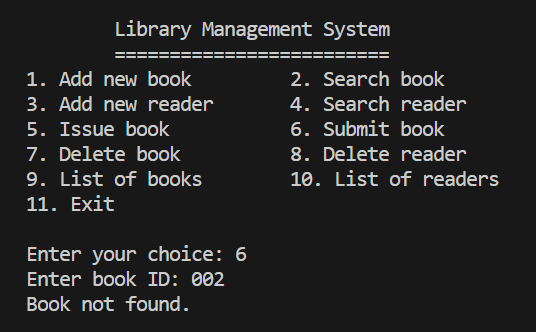 Library Management System
=========================
1. Add new book 2. Search book
3. Add new reader 4. Search reader
5. Issue book 6. Submit book
7. Delete book 8. Delete reader
9. List of books 10. List of readers
11. Exit
Enter your choice: 6
Enter book ID: 002
Book not found.